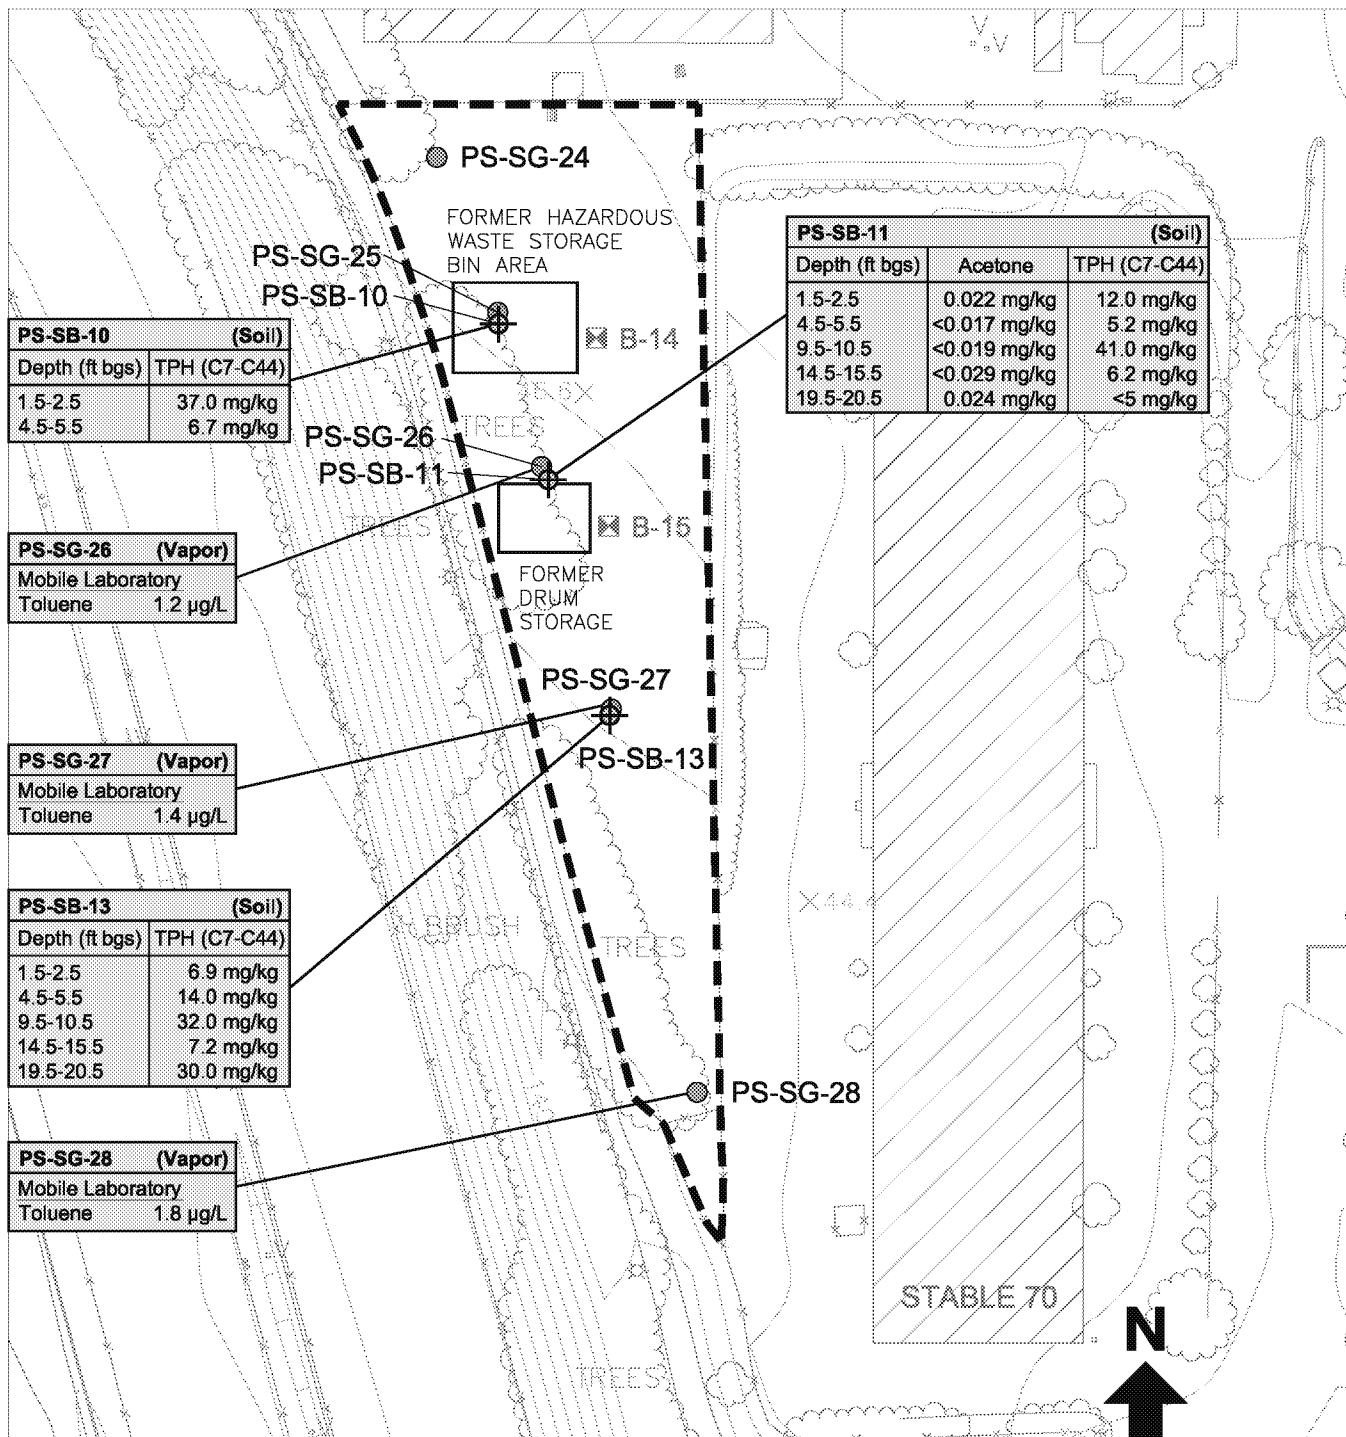 V
V
PS-SG-24
FORMER HAZARDOUS
WASTE STORAGE
BIN AREA
PS-SG-25
PS-SB-10
B-14
PS-SB-11 (Soil)
Depth (ft bgs) Acetone TPH (C7-C44)
1.5-2.5 0.022 mg/kg 12.0 mg/kg
4.5-5.5 <0.017 mg/kg 5.2 mg/kg
9.5-10.5 <0.019 mg/kg 41.0 mg/kg
14.5-15.5 <0.029 mg/kg 6.2 mg/kg
19.5-20.5 0.024 mg/kg <5 mg/kg
PS-SB-10 (Soil)
Depth (ft bgs) TPH (C7-C44)
1.5-2.5 37.0 mg/kg
4.5-5.5 6.7 mg/kg
TREES
PS-SG-26
PS-SB-11
TREES
B-15
PS-SG-26 (Vapor)
Mobile Laboratory
Toluene 1.2 µg/L
FORMER
DRUM
STORAGE
PS-SG-27
PS-SB-13
PS-SG-27 (Vapor)
Mobile Laboratory
Toluene 1.4 µg/L
PS-SB-13 (Soil)
Depth (ft bgs) TPH (C7-C44)
1.5-2.5 6.9 mg/kg
4.5-5.5 14.0 mg/kg
9.5-10.5 32.0 mg/kg
14.5-15.5 7.2 mg/kg
19.5-20.5 30.0 mg/kg
BRUSH
TREES
PS-SG-28
PS-SG-28 (Vapor)
Mobile Laboratory
Toluene 1.8 µg/L
STABLE 70
N
TREES